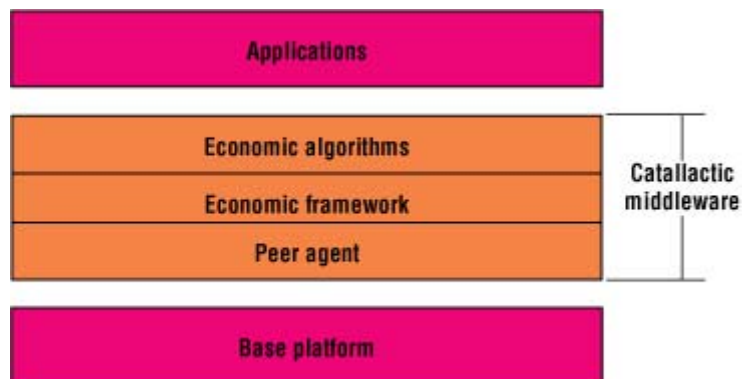 Applications
Economic algorithms
Economic framework
Peer agent
Catallactic
middleware
Base platform